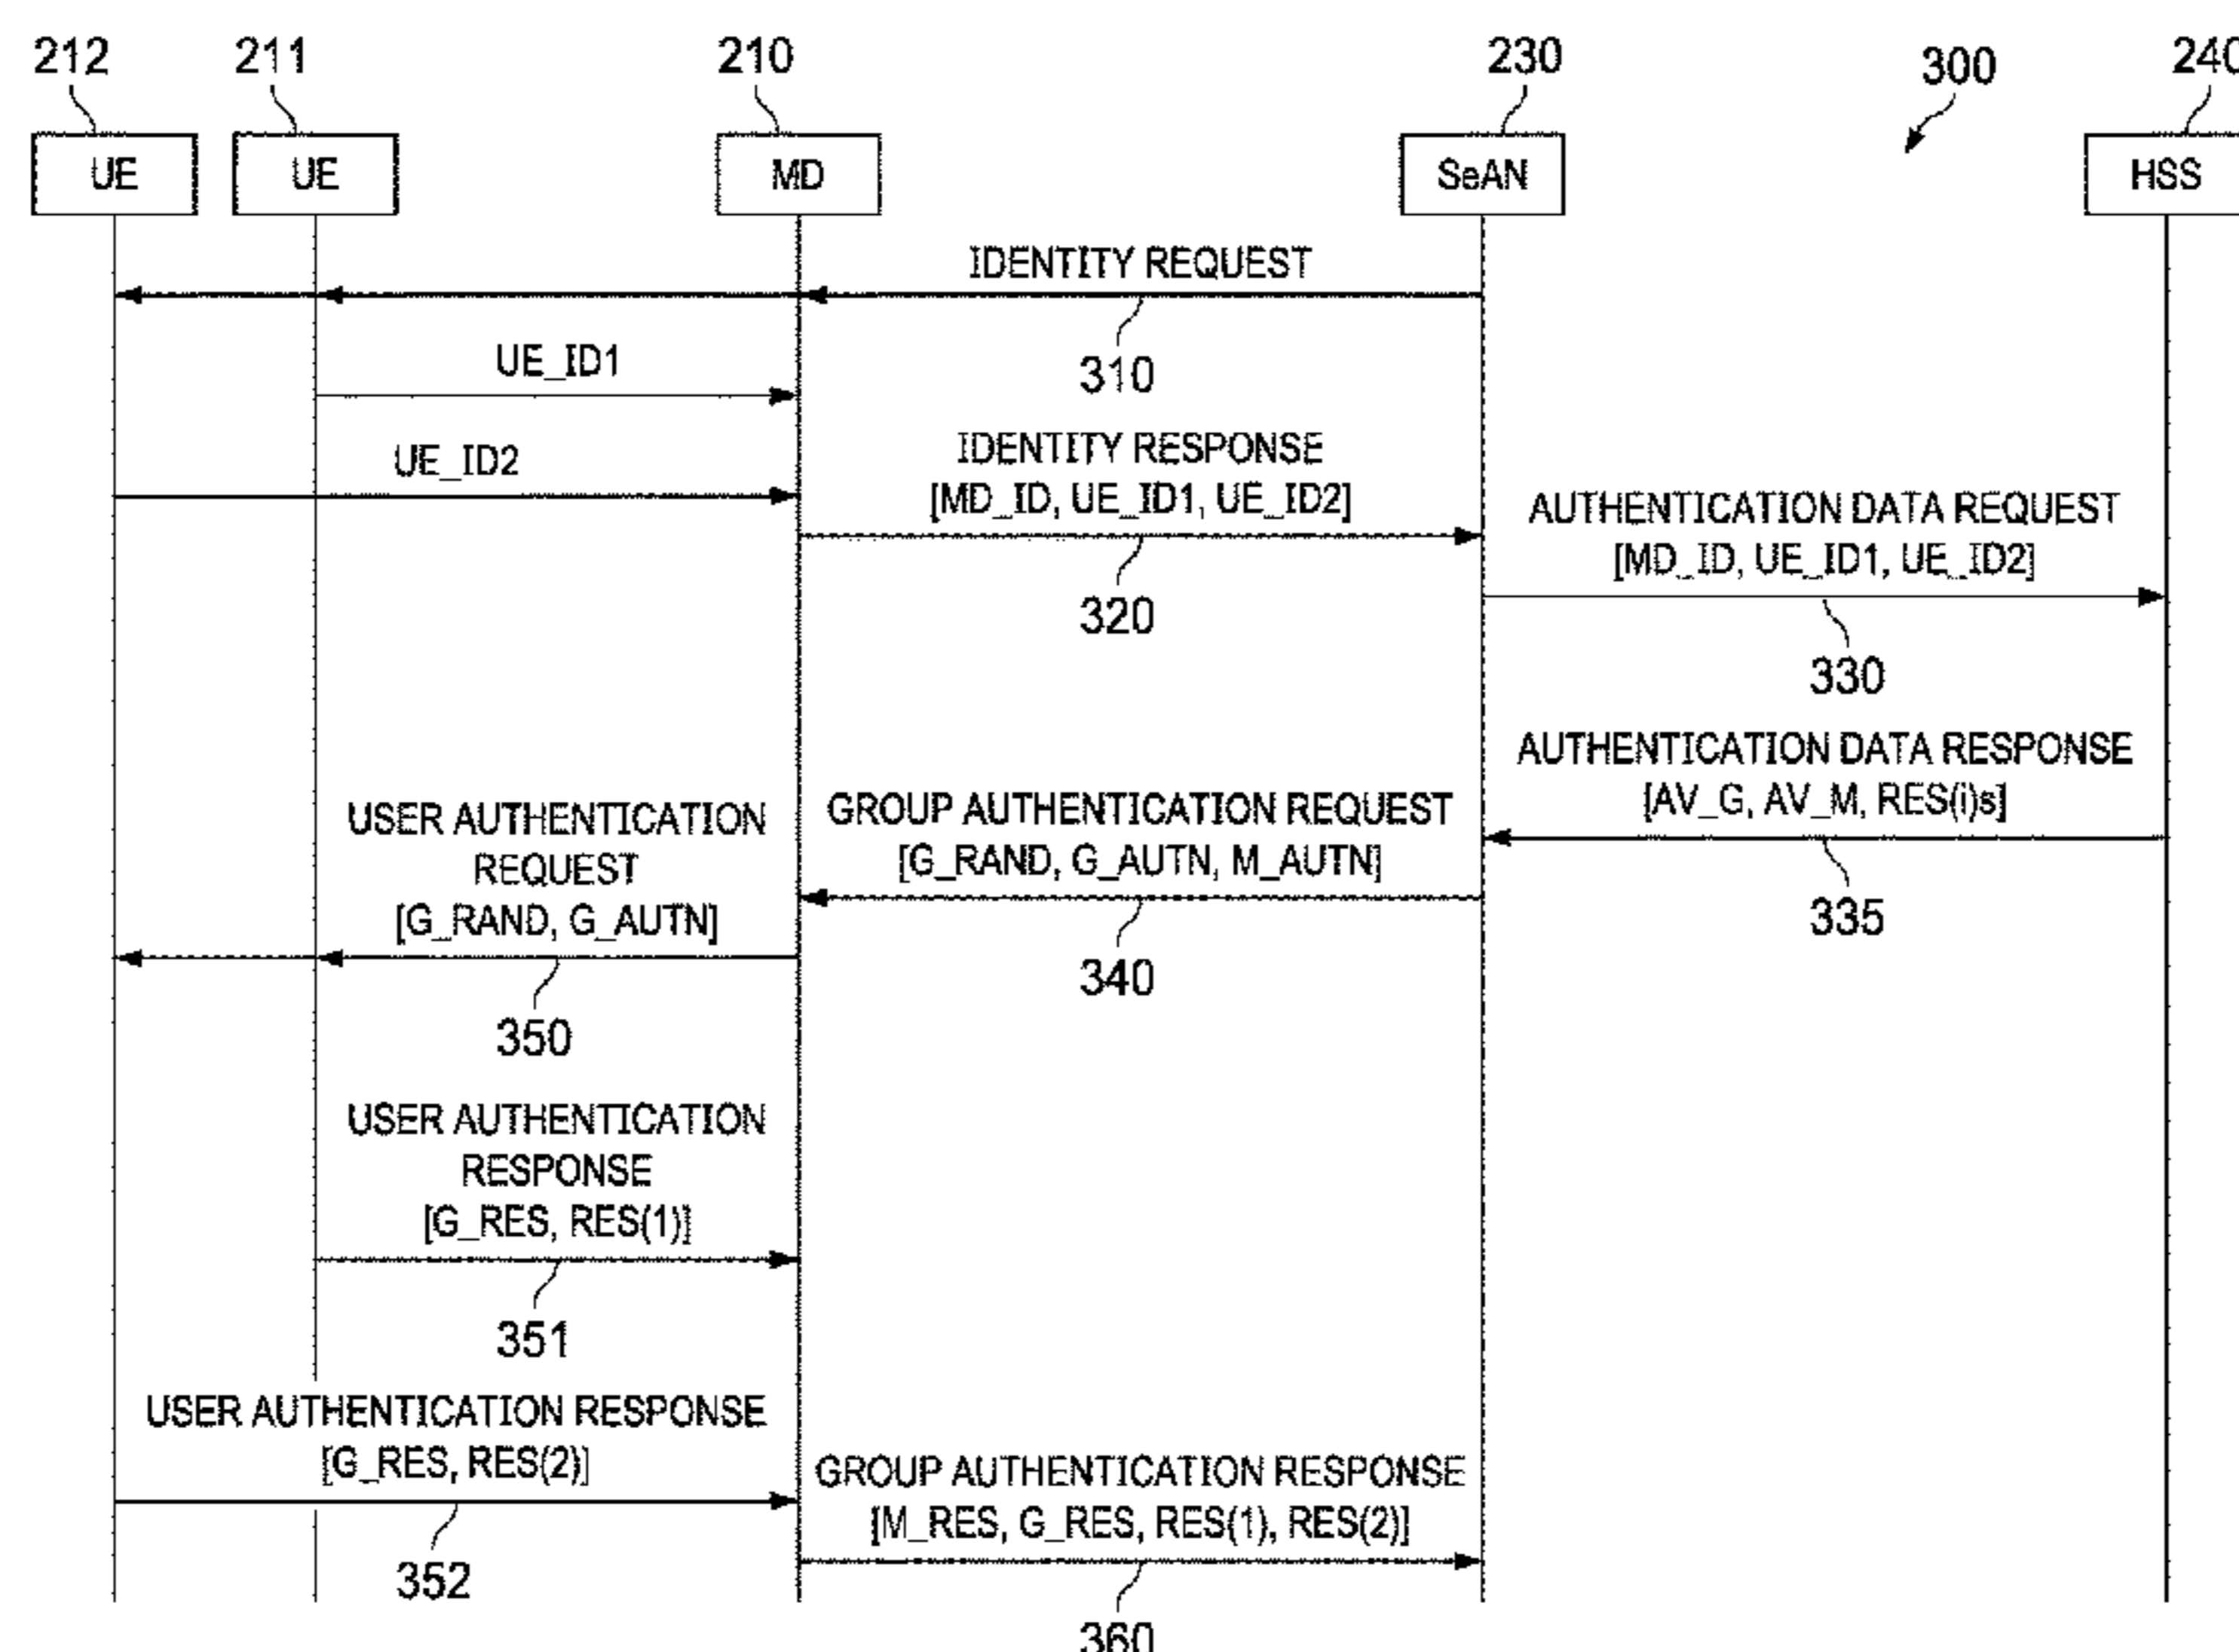 212
211
210
230
300
240
UE
UE
MD
SeAN
HSS
IDENTITY REQUEST
310
UE_ID1
UE_ID2
IDENTITY RESPONSE
[MD_ID, UE_ID1, UE_ID2]
320
AUTHENTICATION DATA REQUEST
[MD_ID, UE_ID1, UE_ID2]
330
AUTHENTICATION DATA RESPONSE
[AV_G, AV_M, RES(i)s]
335
GROUP AUTHENTICATION REQUEST
[G_RAND, G_AUTN, M_AUTN]
340
USER AUTHENTICATION
REQUEST
[G_RAND, G_AUTN]
350
USER AUTHENTICATION
RESPONSE
[G_RES, RES(1)]
351
USER AUTHENTICATION RESPONSE
[G_RES, RES(2)]
352
GROUP AUTHENTICATION RESPONSE
[M_RES, G_RES, RES(1), RES(2)]
360